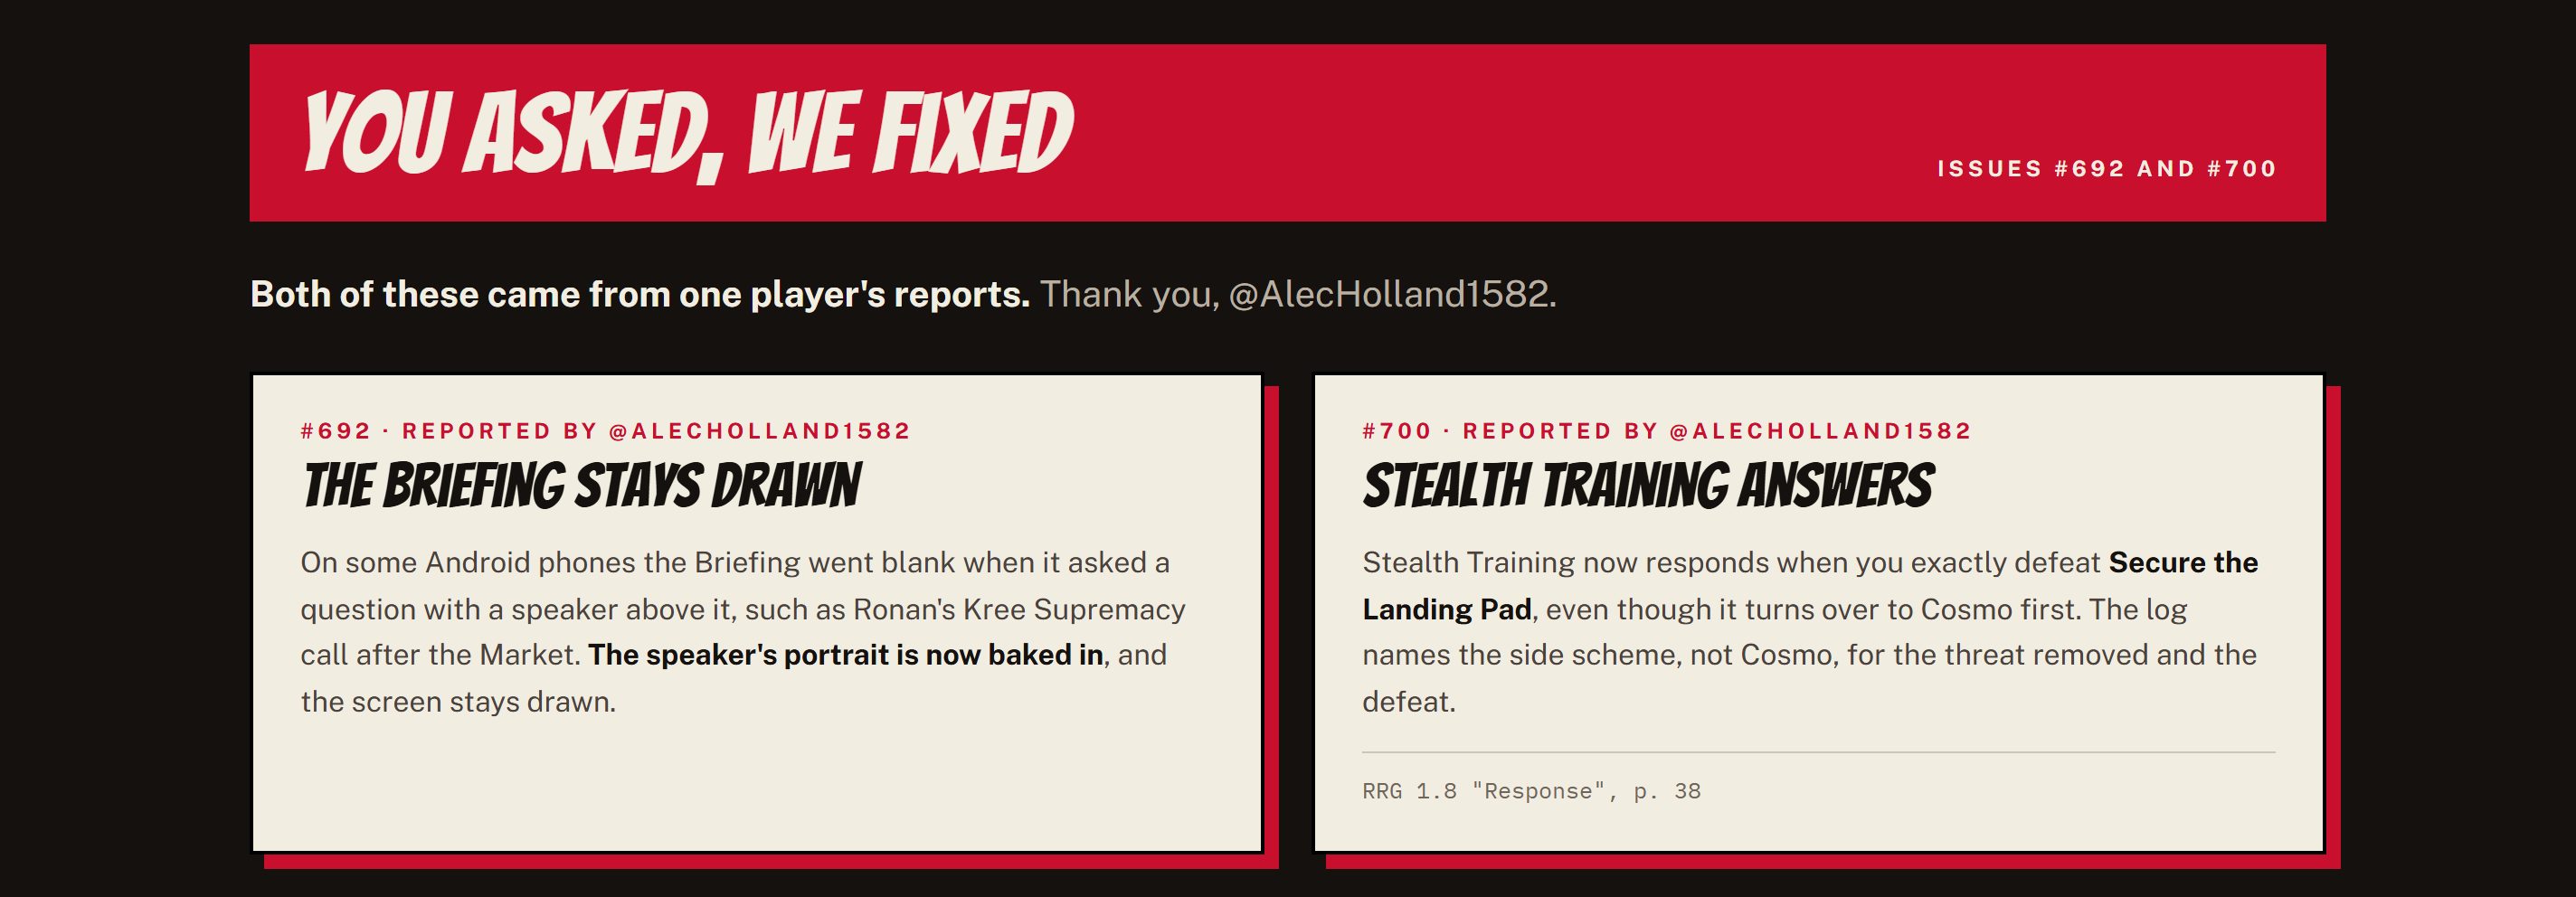 YOU ASKED, WE FIXED
ISSUES #692 AND #700
Both of these came from one player's reports. Thank you, @AlecHolland1582.
#692 · REPORTED BY @ALECHOLLAND1582
THE BRIEFING STAYS DRAWN
On some Android phones the Briefing went blank when it asked a
question with a speaker above it, such as Ronan's Kree Supremacy
call after the Market. The speaker's portrait is now baked in, and
the screen stays drawn.
#700 · REPORTED BY @ALECHOLLAND1582
STEALTH TRAINING ANSWERS
Stealth Training now responds when you exactly defeat Secure the
Landing Pad, even though it turns over to Cosmo first. The log
names the side scheme, not Cosmo, for the threat removed and the
defeat.
RRG 1.8 "Response", p. 38